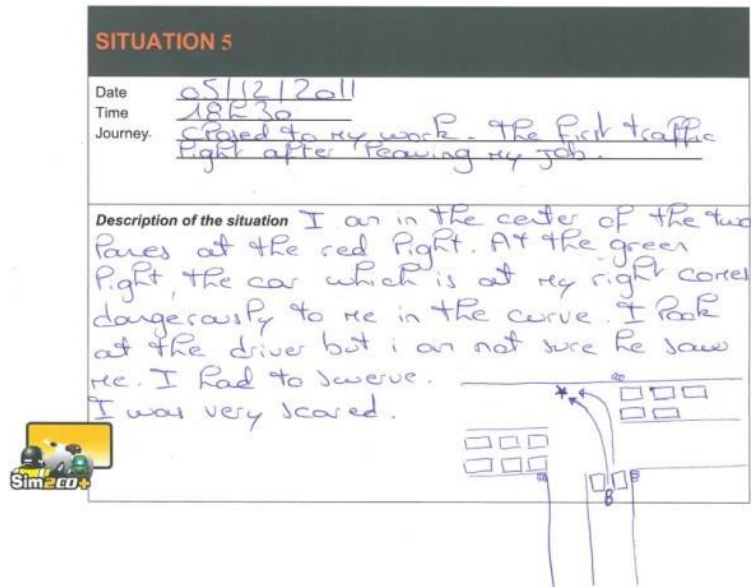 SITUATION 5
Date 05/12/2011
Time 18h30
Journey. Closed to my work. The first traffic
light after leaving my job.
Description of the situation I am in the center of the two
lanes at the red light. At the green
light, the car which is at my right comes
dangerously to me in the curve. I look
at the driver but i am not sure he saw
me. I had to swerve.
I was very scared.
B
Sim2co+